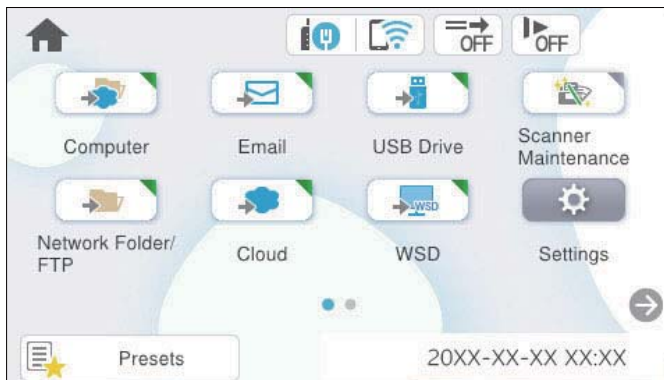 OFF
OFF
Computer
Email
USB Drive
Scanner
Maintenance
Network Folder/
FTP
Cloud
WSD
WSD
Settings
Presets
20XX-XX-XX XX:XX